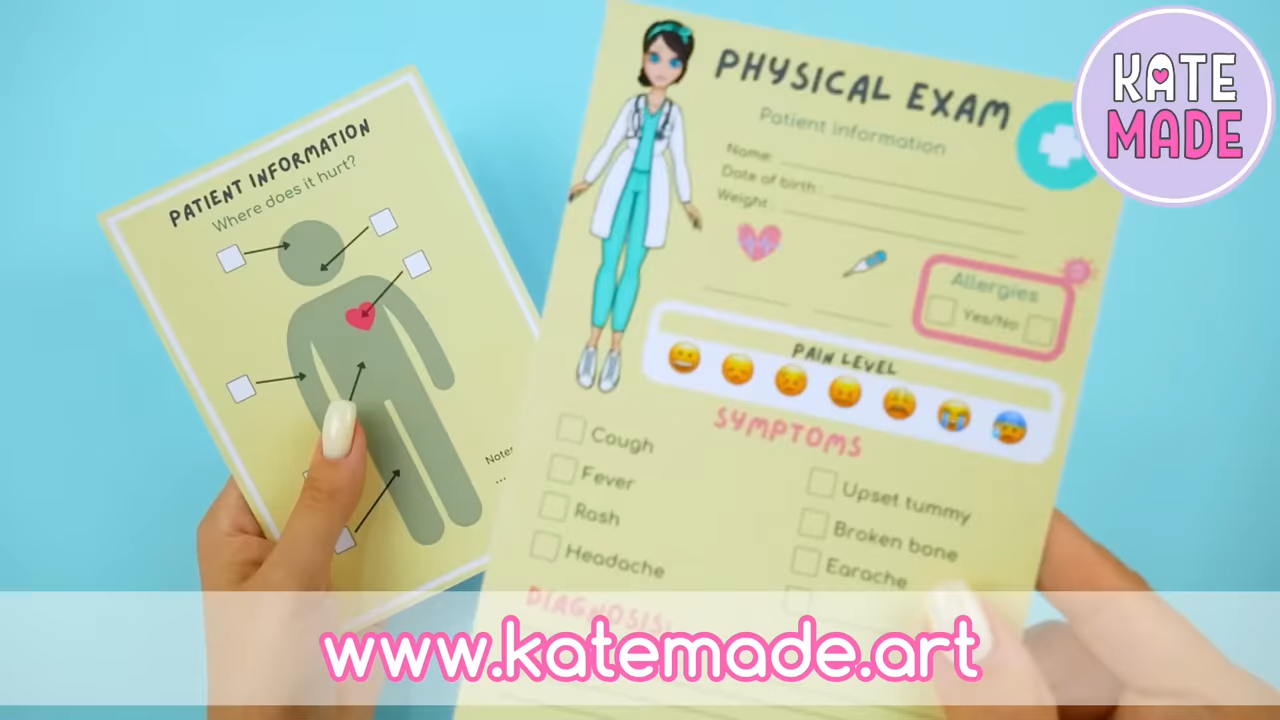 KATE
MADE
PATIENT INFORMATION
Where does it hurt?
Notes
...
PHYSICAL EXAM
Patient information
Name:
Date of birth:
Weight:
Allergies
Yes/No
PAIN LEVEL
SYMPTOMS
Cough
Fever
Rash
Headache
Upset tummy
Broken bone
Earache
DIAGNOSIS:
www.katemade.art